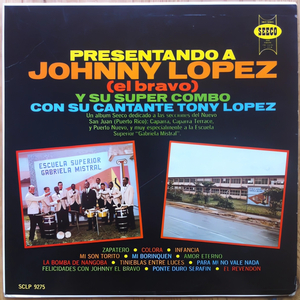 SEECO
PRESENTANDO A
JOHNNY LOPEZ
(el bravo)
Y SU SUPER COMBO
CON SU CANTANTE TONY LOPEZ
Un album Seeco dedicado a las secciones del Nuevo
San Juan (Puerto Rico): Caparra, Caparra Terrace,
y Puerto Nuevo, y muy especialmente a la Escuela
Superior "Gabriela Mistral".
ESCUELA SUPERIOR
GABRIELA MISTRAL
ZAPATERO • COLORA • INFANCIA
MI SON TORITO • MI BORINQUEN • AMOR ETERNO
LA BOMBA DE NANGOBA • TINIEBLAS ENTRE LUCES • PARA MI NO VALE NADA
FELICIDADES CON JOHNNY EL BRAVO • PONTE DURO SERAFIN • EL REVENDON
SCLP 9275